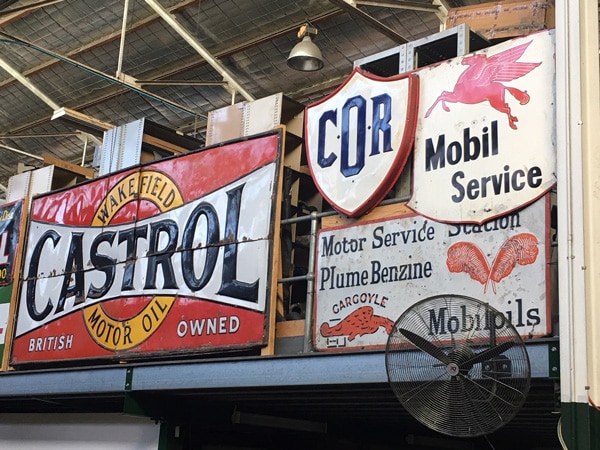 WAKEFIELD
CASTROL
MOTOR OIL
BRITISH OWNED
COR
Mobil
Service
Motor Service Station
Plume Benzine
GARGOYLE
Mobiloils